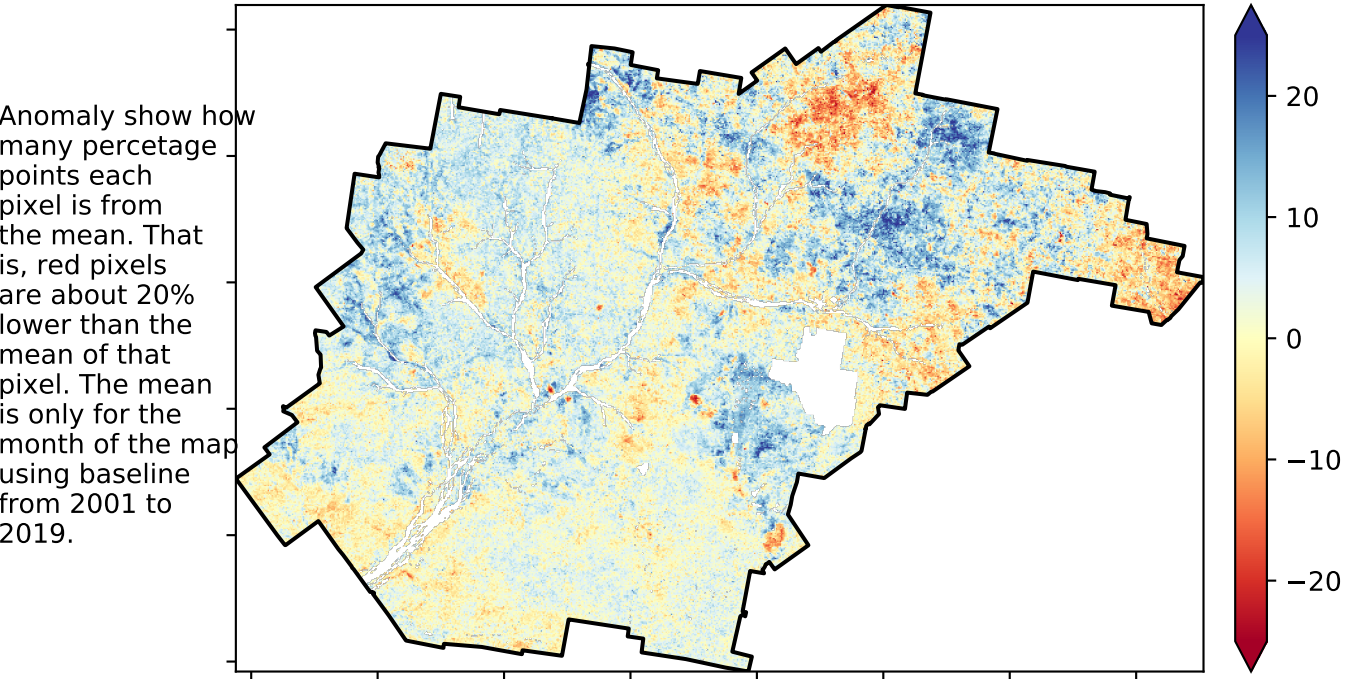 Anomaly show how
many percetage
points each
pixel is from
the mean. That
is, red pixels
are about 20%
lower than the
mean of that
pixel. The mean
is only for the
month of the map
using baseline
from 2001 to
2019.
20
10
0
−10
−20